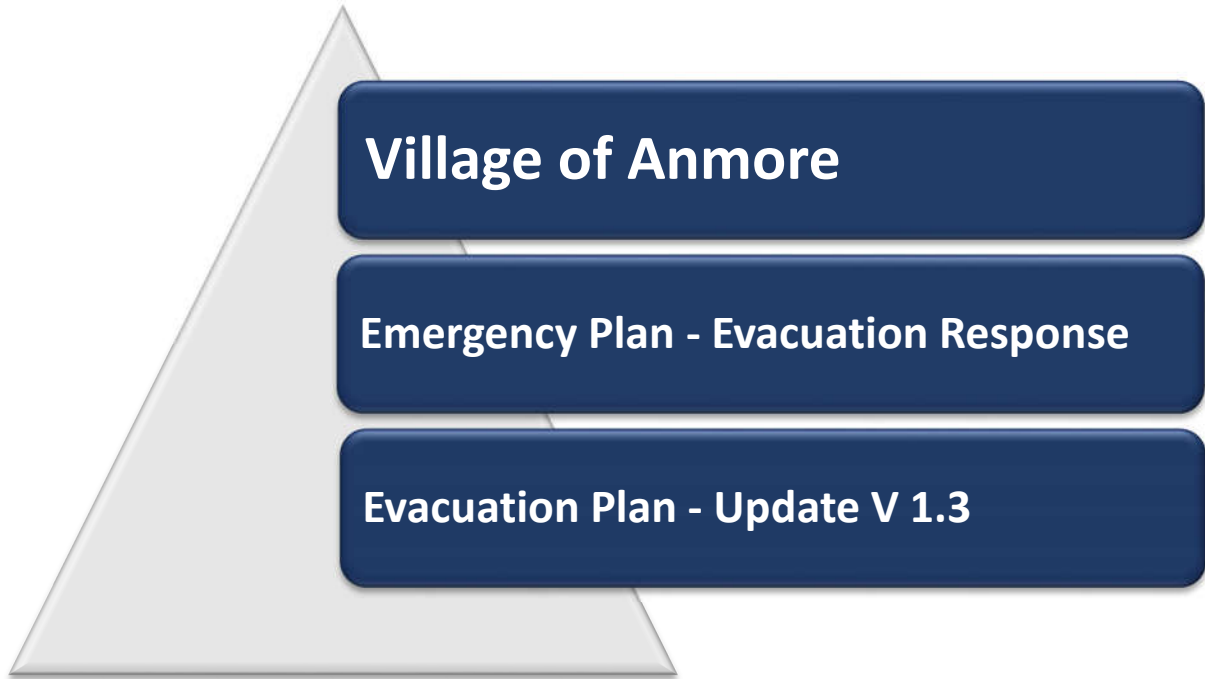 Village of Anmore
Emergency Plan - Evacuation Response
Evacuation Plan - Update V 1.3